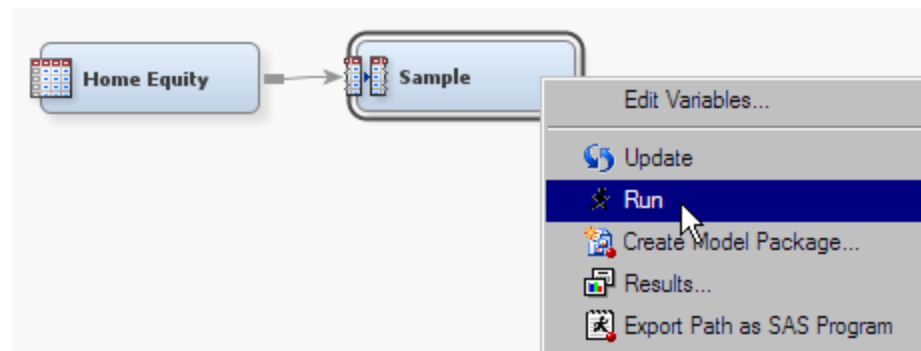 Home Equity
Sample
Edit Variables...
Update
Run
Create Model Package...
Results...
Export Path as SAS Program